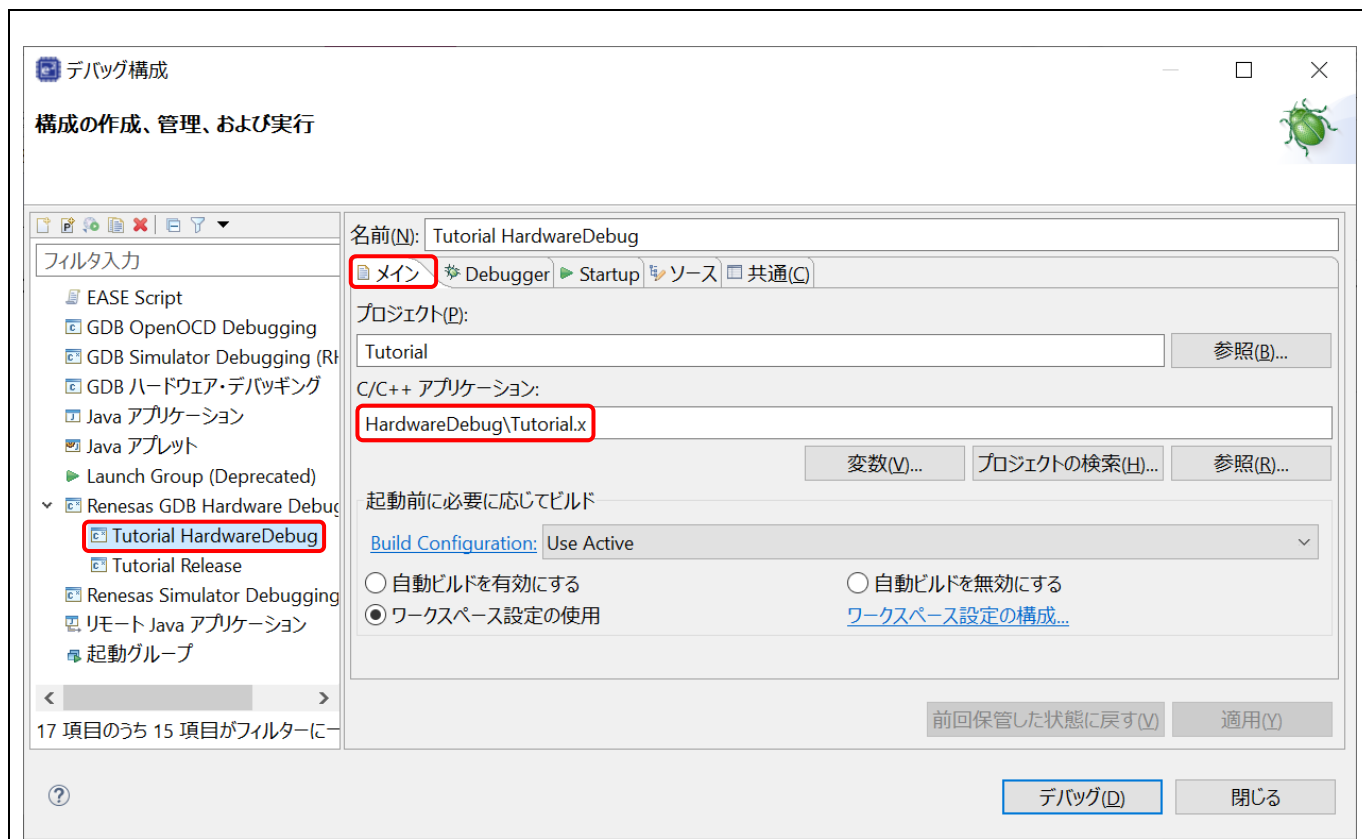 デバッグ構成
構成の作成、管理、および実行
フィルタ入力
EASE Script
GDB OpenOCD Debugging
GDB Simulator Debugging (RH
GDB ハードウェア・デバッギング
Java アプリケーション
Java アプレット
Launch Group (Deprecated)
Renesas GDB Hardware Debug
Tutorial HardwareDebug
Tutorial Release
Renesas Simulator Debugging
リモート Java アプリケーション
起動グループ
17 項目のうち 15 項目がフィルターに一
名前(N): Tutorial HardwareDebug
メイン Debugger Startup ソース 共通(C)
プロジェクト(P):
Tutorial 参照(B)...
C/C++ アプリケーション:
HardwareDebug\Tutorial.x
変数(V)... プロジェクトの検索(H)... 参照(R)...
起動前に必要に応じてビルド
Build Configuration: Use Active
自動ビルドを有効にする 自動ビルドを無効にする
ワークスペース設定の使用 ワークスペース設定の構成...
前回保管した状態に戻す(V) 適用(Y)
デバッグ(D) 閉じる